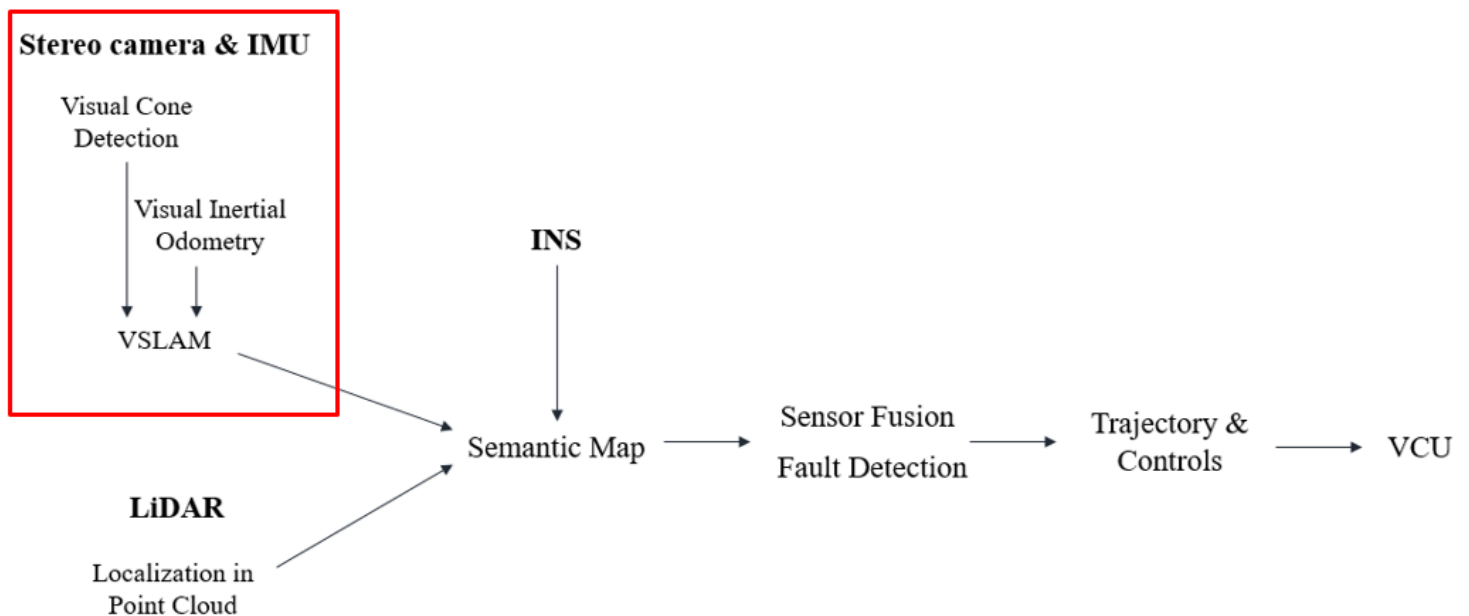 Stereo camera & IMU
Visual Cone
Detection
Visual Inertial
Odometry
VSLAM
INS
Semantic Map
Sensor Fusion
Fault Detection
Trajectory &
Controls
VCU
LiDAR
Localization in
Point Cloud